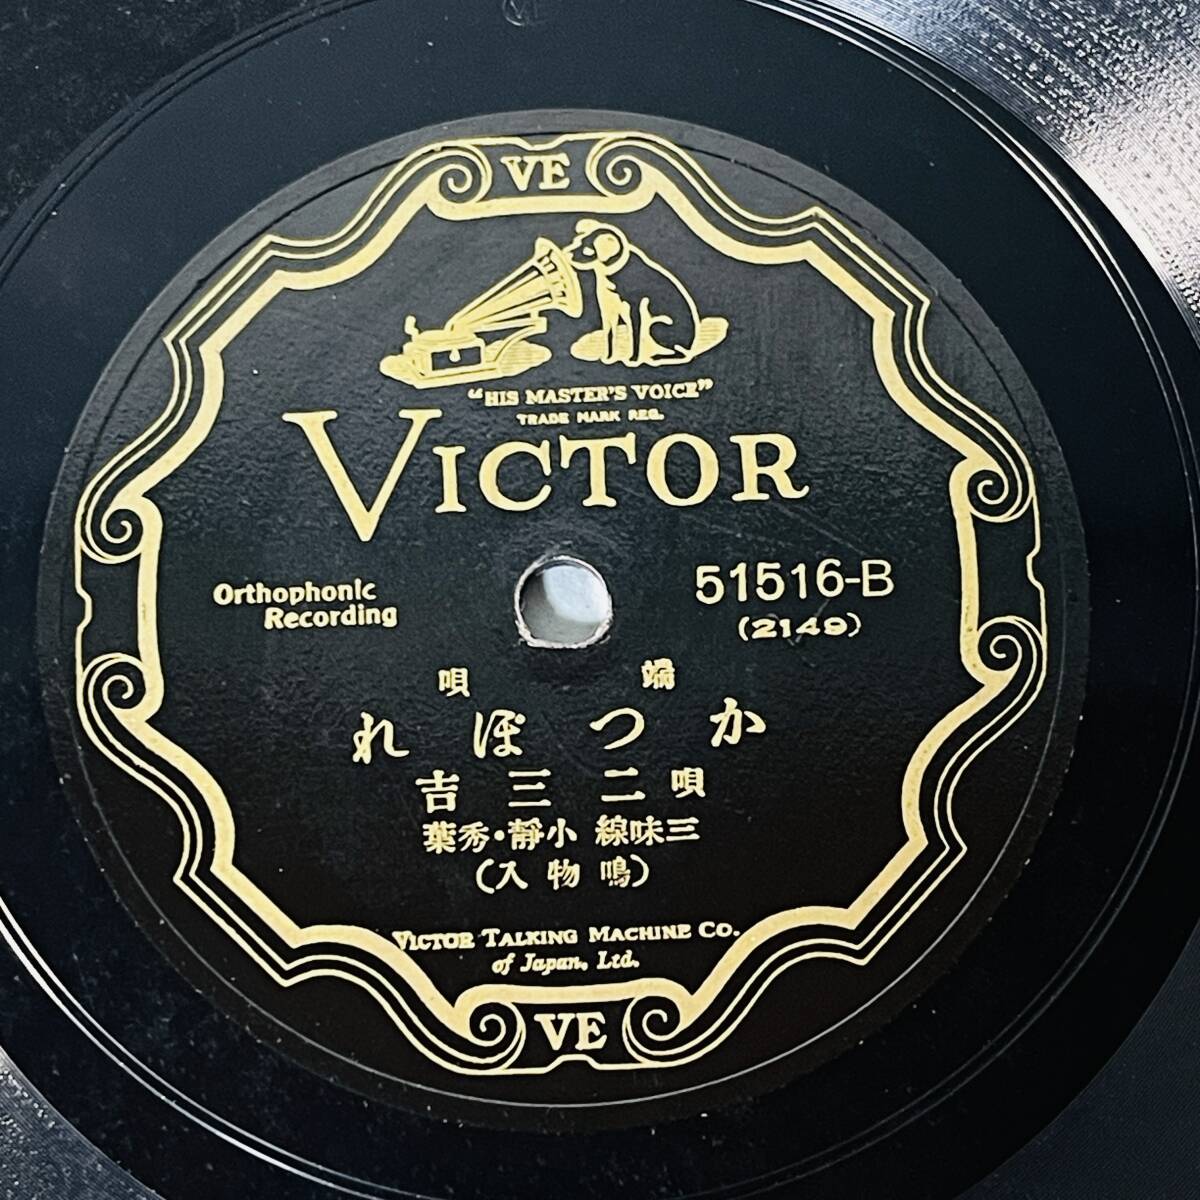 VE
VE
"HIS MASTER'S VOICE"
TRADE MARK REG.
VICTOR
Orthophonic
Recording
51516-B
(2149)
端唄
かつぽれ
唄 二三吉
三味線 小靜・秀葉
(鳴物入)
VICTOR TALKING MACHINE CO.
of Japan, Ltd.
VE